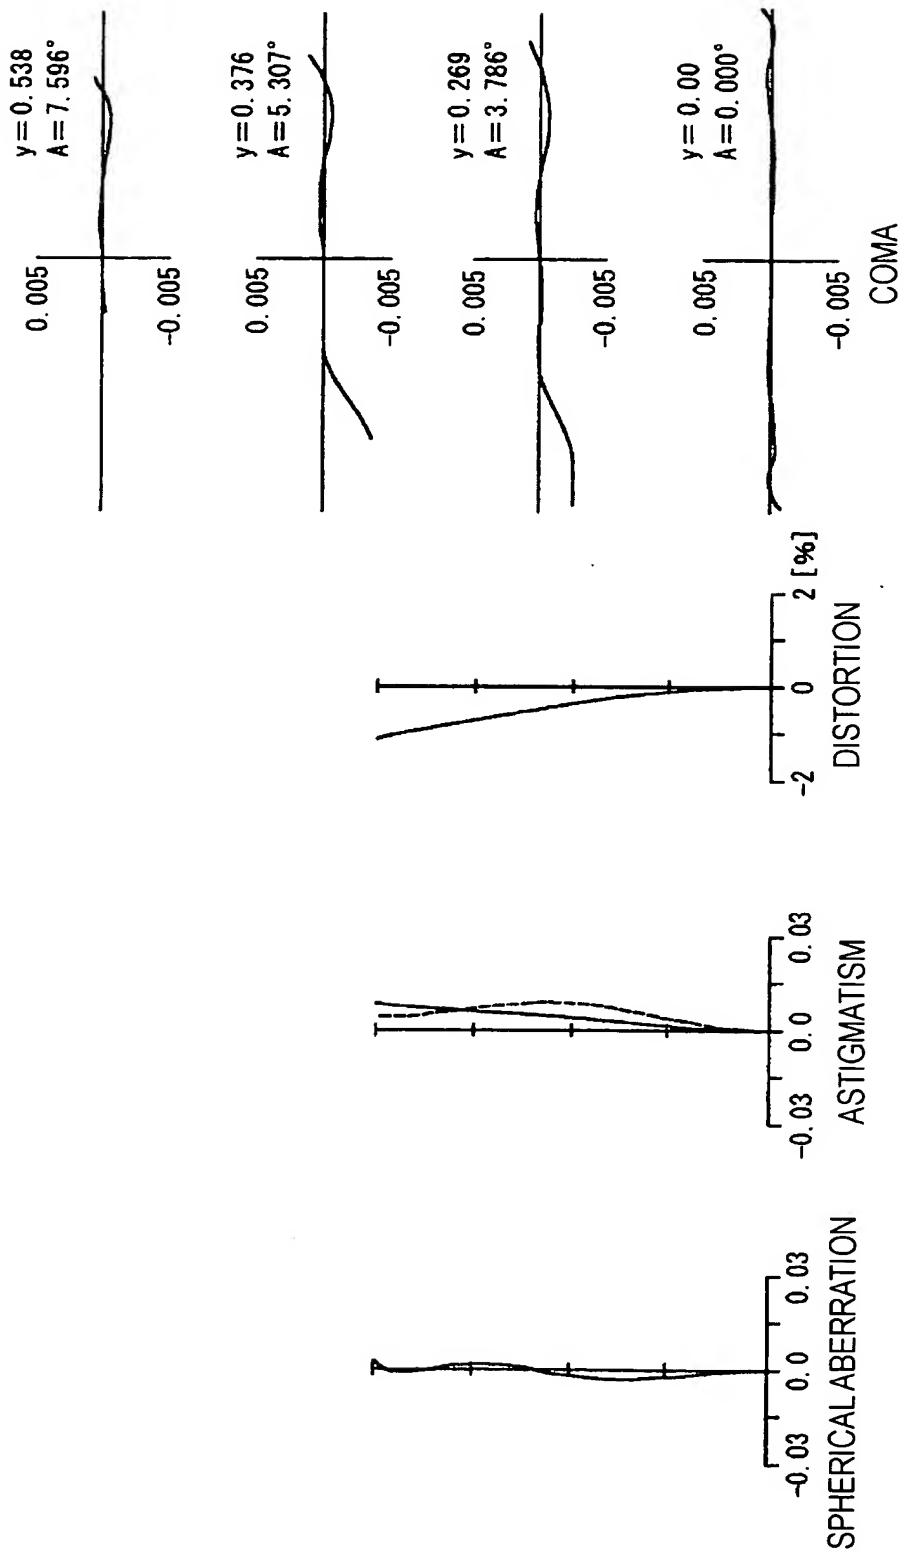 -0.03 0.0 0.03
SPHERICAL ABERRATION
-0.03 0.0 0.03
ASTIGMATISM
-2 0 2 [%]
DISTORTION
0.005
-0.005
y=0.538
A=7.596°
0.005
-0.005
y=0.376
A=5.307°
0.005
-0.005
y=0.269
A=3.786°
0.005
-0.005
y=0.00
A=0.000°
COMA